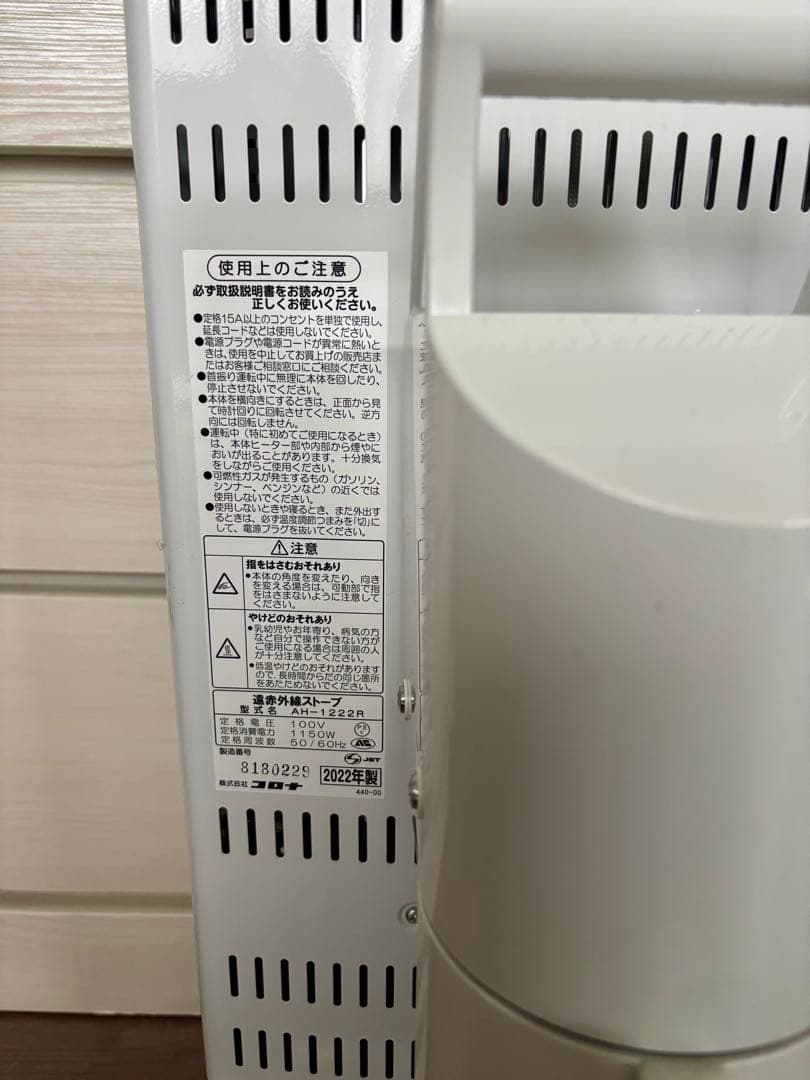 使用上のご注意
必ず取扱説明書をお読みのうえ
正しくお使いください。
●定格15A以上のコンセントを単独で使用し、
延長コードなどは使用しないでください。
●電源プラグや電源コードが異常に熱いと
きは、使用を中止してお買上げの販売店ま
たはお客様ご相談窓口にご相談ください。
●首振り運転中に無理に本体を回したり、
停止させないでください。
●本体を横向きにするときは、正面から見
て時計回りに回転させてください。逆方
向には回転しません。
●運転中(特に初めてご使用になるとき)
は、本体ヒーター部や内部から煙やに
おいが出ることがあります。十分換気
をしながらご使用ください。
●可燃性ガスが発生するもの(ガソリン、
シンナー、ベンジンなど)の近くでは
使用しないでください。
●使用しないときや寝るとき、また外出す
るときは、必ず温度調節つまみを「切」に
して、電源プラグを抜いてください。
⚠注意
指をはさむおそれあり
●本体の角度を変えたり、向き
を変える場合は、可動部で指
をはさまないように注意して
ください。
やけどのおそれあり
●乳幼児やお年寄り、病気の方
など自分で操作できない方が
ご使用になる場合は周囲の人
が十分注意してください。
●低温やけどのおそれがあります
ので、長時間からだの同じ箇所
をあたためないでください。
遠赤外線ストーブ
型式名 AH-1222R
定格電圧 100V
定格消費電力 1150W
定格周波数 50/60Hz
製造番号 JET
8180229 2022年製
株式会社 コロナ 440-00